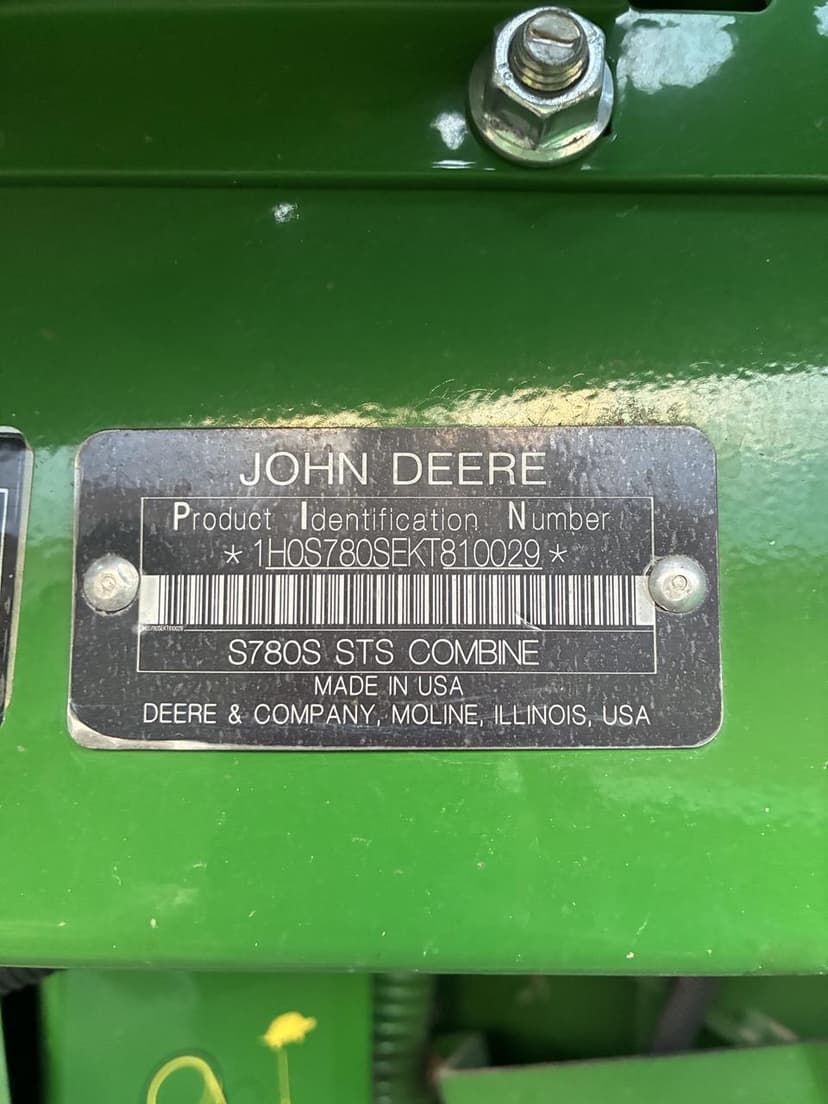 JOHN DEERE
Product Identification Number
*1H0S780SEKT810029*
S780S STS COMBINE
MADE IN USA
DEERE & COMPANY, MOLINE, ILLINOIS, USA